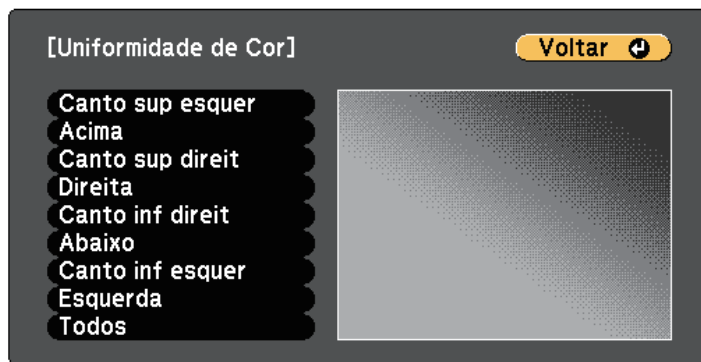 [Uniformidade de Cor]
Voltar
Canto sup esquer
Acima
Canto sup direit
Direita
Canto inf direit
Abaixo
Canto inf esquer
Esquerda
Todos